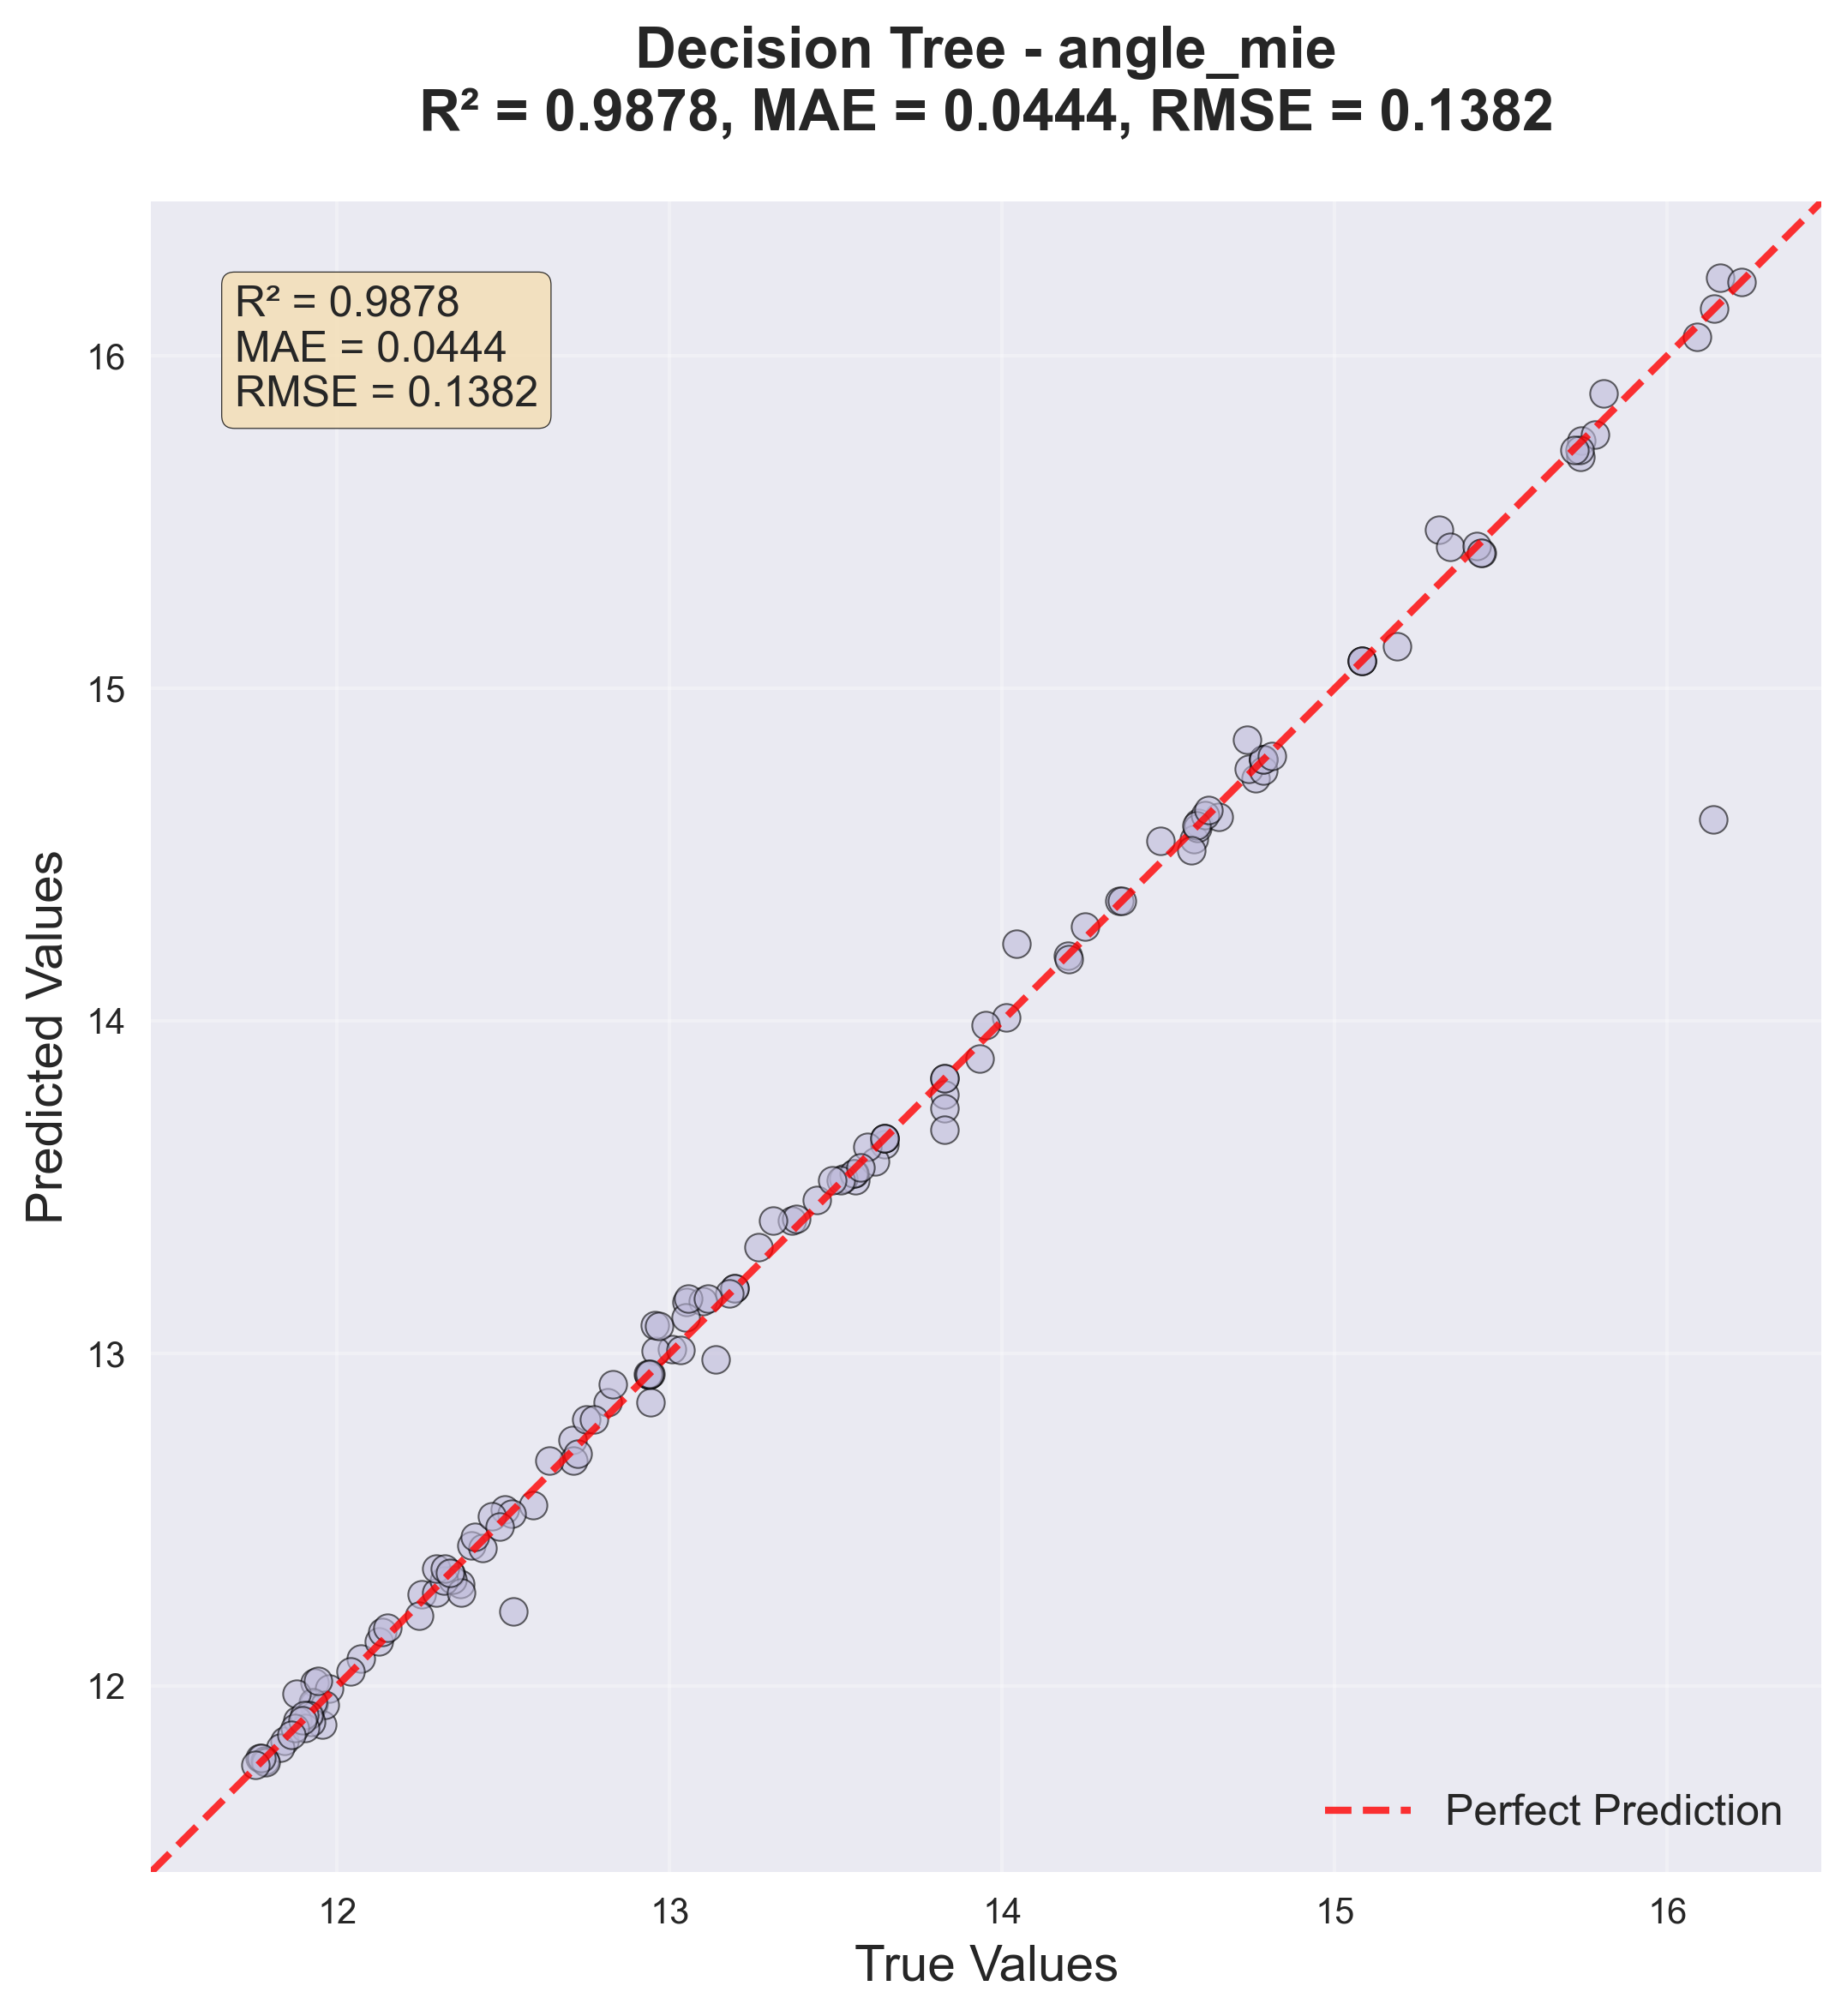 Decision Tree - angle_mie
R² = 0.9878, MAE = 0.0444, RMSE = 0.1382
R² = 0.9878
MAE = 0.0444
RMSE = 0.1382
16
15
14
13
12
Predicted Values
Perfect Prediction
12 13 14 15 16
True Values